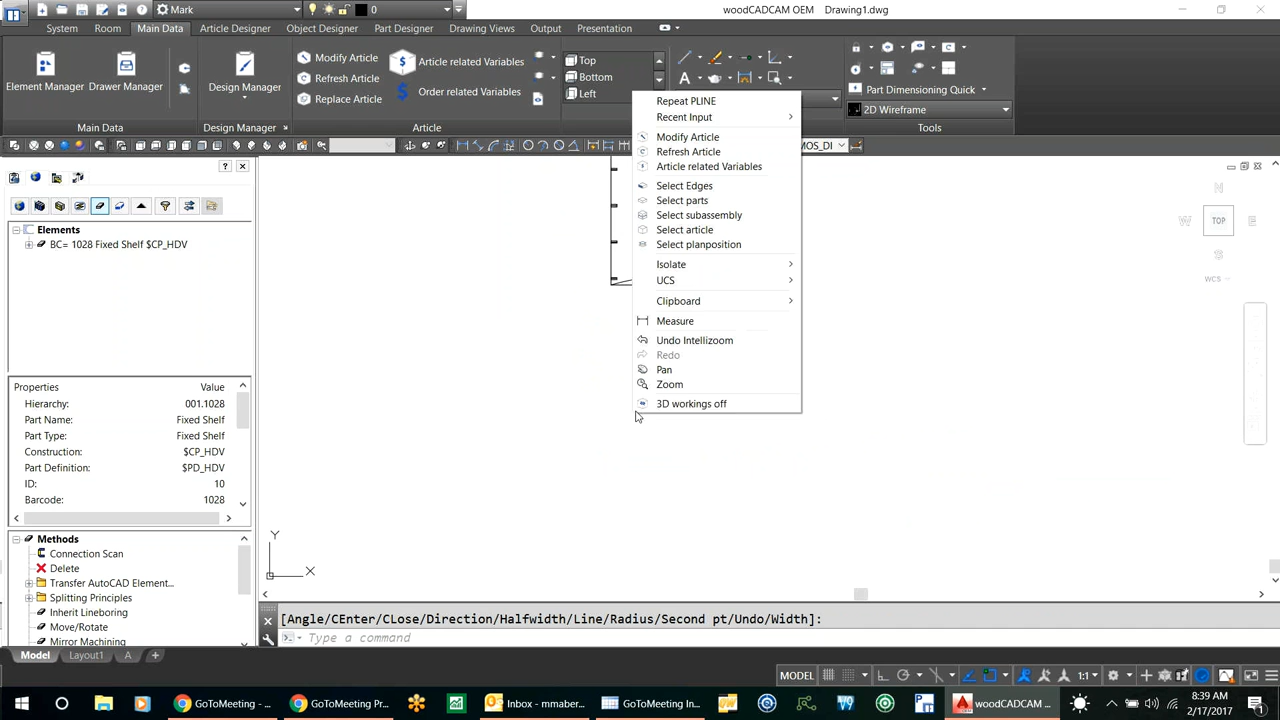 Mark
0
woodCADCAM OEM Drawing1.dwg
System Room Main Data Article Designer Object Designer Part Designer Drawing Views Output Presentation
Element Manager
Drawer Manager
Design Manager
Modify Article
Refresh Article
Replace Article
Article related Variables
Order related Variables
Top
Bottom
Left
Part Dimensioning Quick
2D Wireframe
Main Data Design Manager Article Tools
MOS_DI
Repeat PLINE
Recent Input
Modify Article
Refresh Article
Article related Variables
Select Edges
Select parts
Select subassembly
Select article
Select planposition
Isolate
UCS
Clipboard
Measure
Undo Intellizoom
Redo
Pan
Zoom
3D workings off
Elements
BC= 1028 Fixed Shelf $CP_HDV
Properties Value
Hierarchy: 001.1028
Part Name: Fixed Shelf
Part Type: Fixed Shelf
Construction: $CP_HDV
Part Definition: $PD_HDV
ID: 10
Barcode: 1028
Methods
Connection Scan
Delete
Transfer AutoCAD Element...
Splitting Principles
Inherit Lineboring
Move/Rotate
Mirror Machining
N
W TOP E
S
WCS
Y
X
[Angle/CEnter/CLose/Direction/Halfwidth/Line/Radius/Second pt/Undo/Width]:
Type a command
Model Layout1 A +
MODEL 1:1
GoToMeeting - ...
GoToMeeting Pr...
Inbox - mmaber...
GoToMeeting In...
woodCADCAM ...
8:39 AM
2/17/2017